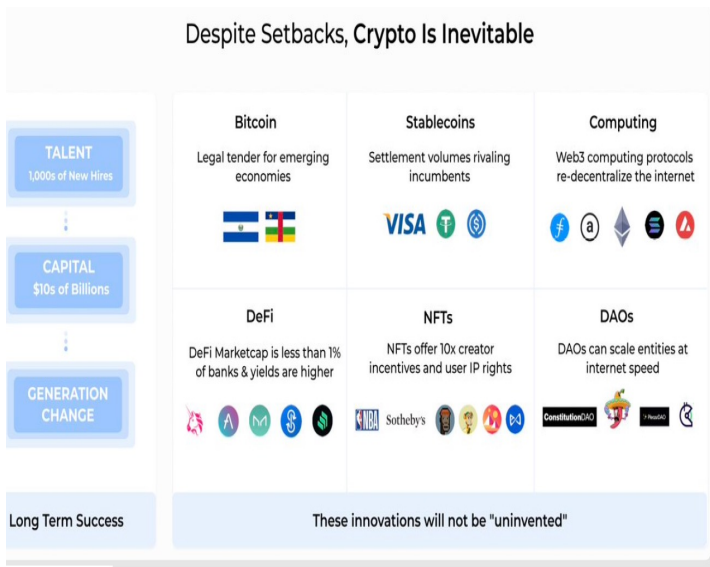 Despite Setbacks, Crypto Is Inevitable
TALENT
1,000s of New Hires
CAPITAL
$10s of Billions
GENERATION
CHANGE
Long Term Success
Bitcoin
Legal tender for emerging
economies
Stablecoins
Settlement volumes rivaling
incumbents
VISA
Computing
Web3 computing protocols
re-decentralize the internet
a
DeFi
DeFi Marketcap is less than 1%
of banks & yields are higher
NFTs
NFTs offer 10x creator
incentives and user IP rights
NBA Sotheby's
DAOs
DAOs can scale entities at
internet speed
ConstitutionDAO
These innovations will not be "uninvented"